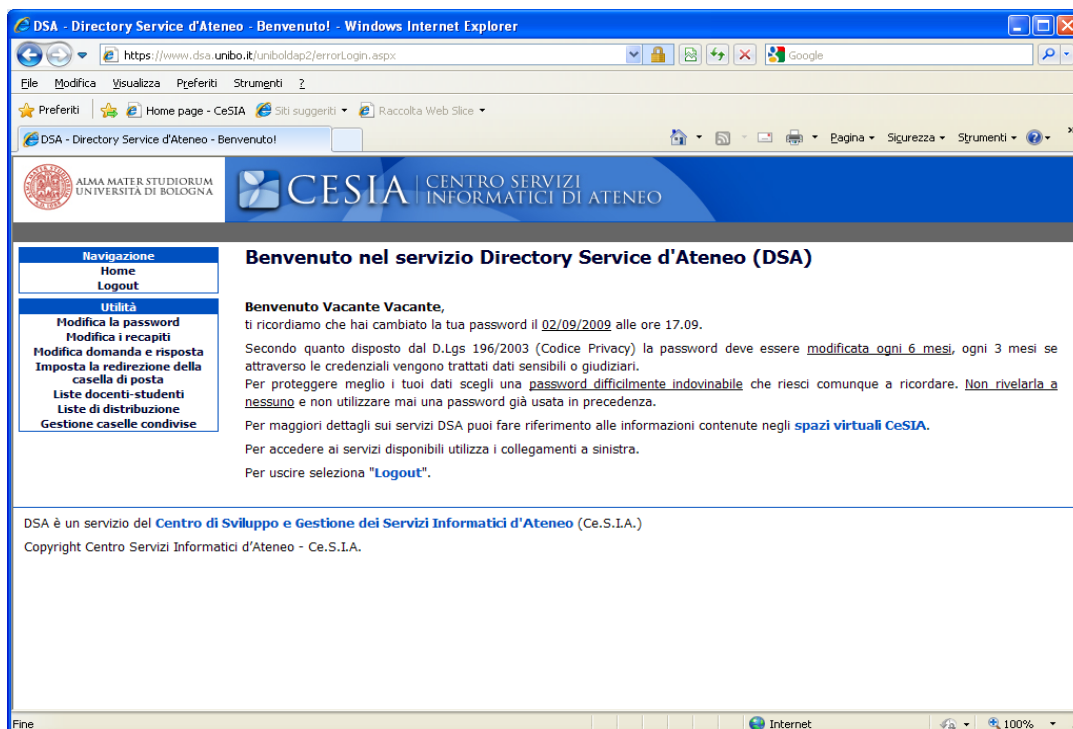 DSA - Directory Service d'Ateneo - Benvenuto! - Windows Internet Explorer
https://www.dsa.unibo.it/uniboldap2/errorLogin.aspx
Google
File Modifica Visualizza Preferiti Strumenti ?
Preferiti Home page - CeSIA Siti suggeriti Raccolta Web Slice
DSA - Directory Service d'Ateneo - Benvenuto!
Pagina Sicurezza Strumenti »
ALMA MATER STUDIORUM
UNIVERSITÀ DI BOLOGNA
CESIA
CENTRO SERVIZI
INFORMATICI DI ATENEO
Navigazione
Home
Logout
Utilità
Modifica la password
Modifica i recapiti
Modifica domanda e risposta
Imposta la redirezione della
casella di posta
Liste docenti-studenti
Liste di distribuzione
Gestione caselle condivise
Benvenuto nel servizio Directory Service d'Ateneo (DSA)
Benvenuto Vacante Vacante,
ti ricordiamo che hai cambiato la tua password il 02/09/2009 alle ore 17.09.
Secondo quanto disposto dal D.Lgs 196/2003 (Codice Privacy) la password deve essere modificata ogni 6 mesi, ogni 3 mesi se
attraverso le credenziali vengono trattati dati sensibili o giudiziari.
Per proteggere meglio i tuoi dati scegli una password difficilmente indovinabile che riesci comunque a ricordare. Non rivelarla a
nessuno e non utilizzare mai una password già usata in precedenza.
Per maggiori dettagli sui servizi DSA puoi fare riferimento alle informazioni contenute negli spazi virtuali CeSIA.
Per accedere ai servizi disponibili utilizza i collegamenti a sinistra.
Per uscire seleziona "Logout".
DSA è un servizio del Centro di Sviluppo e Gestione dei Servizi Informatici d'Ateneo (Ce.S.I.A.)
Copyright Centro Servizi Informatici d'Ateneo - Ce.S.I.A.
Fine
Internet
100%